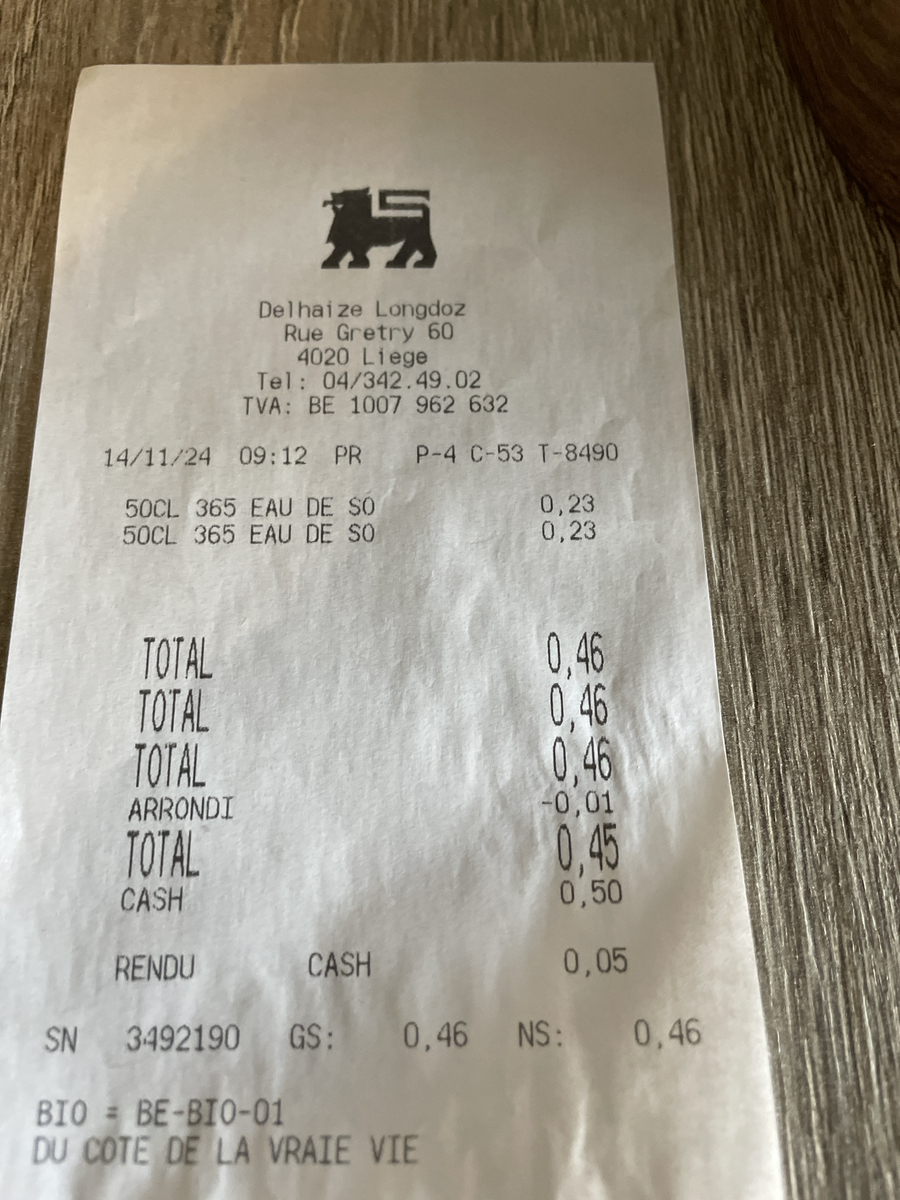 Delhaize Longdoz
Rue Gretry 60
4020 Liege
Tel: 04/342.49.02
TVA: BE 1007 962 632
14/11/24 09:12 PR P-4 C-53 T-8490
50CL 365 EAU DE SO 0,23
50CL 365 EAU DE SO 0,23
TOTAL 0,46
TOTAL 0,46
TOTAL 0,46
ARRONDI -0,01
TOTAL 0,45
CASH 0,50
RENDU CASH 0,05
SN 3492190 GS: 0,46 NS: 0,46
BIO = BE-BIO-01
DU COTE DE LA VRAIE VIE